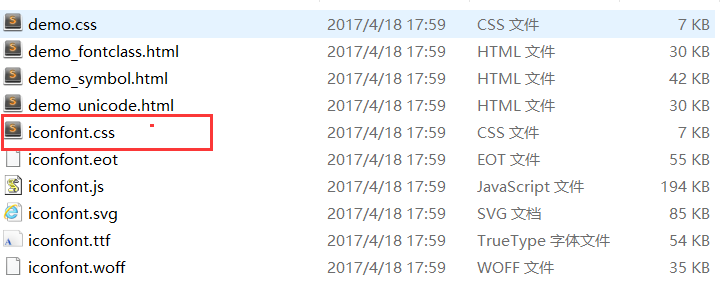 demo.css 2017/4/18 17:59 CSS 文件 7 KB
demo_fontclass.html 2017/4/18 17:59 HTML 文件 30 KB
demo_symbol.html 2017/4/18 17:59 HTML 文件 42 KB
demo_unicode.html 2017/4/18 17:59 HTML 文件 30 KB
iconfont.css 2017/4/18 17:59 CSS 文件 7 KB
iconfont.eot 2017/4/18 17:59 EOT 文件 55 KB
iconfont.js 2017/4/18 17:59 JavaScript 文件 194 KB
iconfont.svg 2017/4/18 17:59 SVG 文档 85 KB
iconfont.ttf 2017/4/18 17:59 TrueType 字体文件 54 KB
iconfont.woff 2017/4/18 17:59 WOFF 文件 35 KB